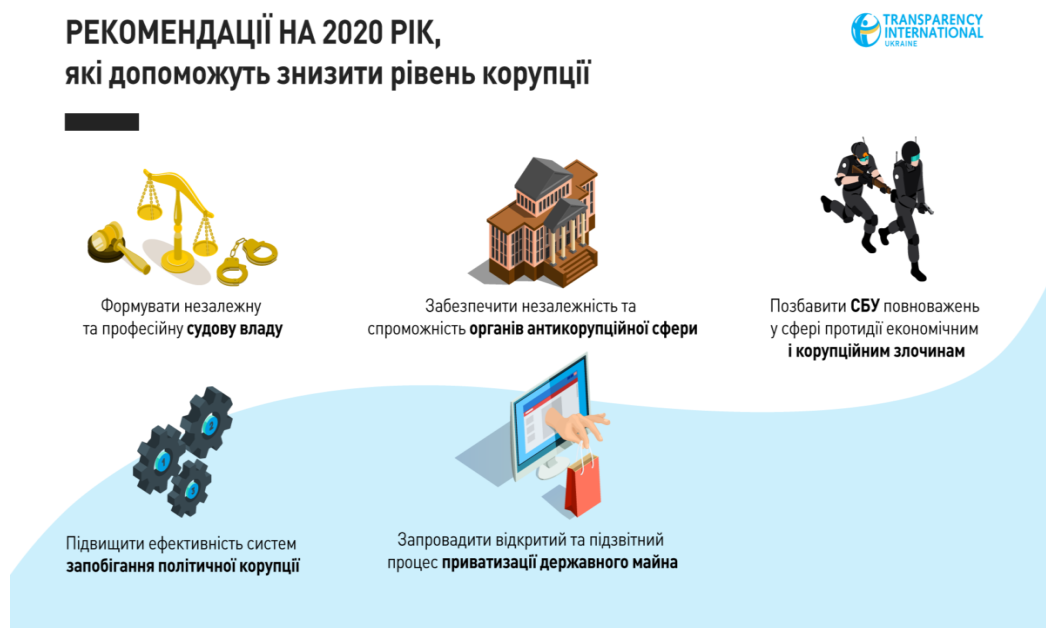 РЕКОМЕНДАЦІЇ НА 2020 РІК,
які допоможуть знизити рівень корупції
TRANSPARENCY
INTERNATIONAL
UKRAINE
Формувати незалежну
та професійну судову владу
Забезпечити незалежність та
спроможність органів антикорупційної сфери
Позбавити СБУ повноважень
у сфері протидії економічним
і корупційним злочинам
Підвищити ефективність систем
запобігання політичної корупції
Запровадити відкритий та підзвітний
процес приватизації державного майна